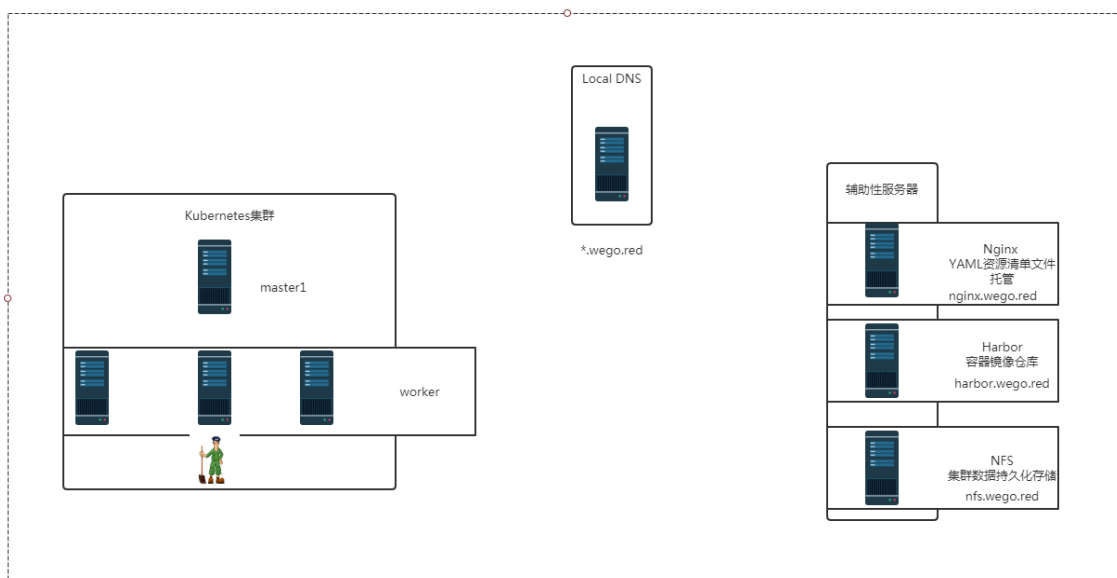 Local DNS
*.wego.red
Kubernetes集群
master1
worker
辅助性服务器
Nginx
YAML资源清单文件
托管
nginx.wego.red
Harbor
容器镜像仓库
harbor.wego.red
NFS
集群数据持久化存储
nfs.wego.red